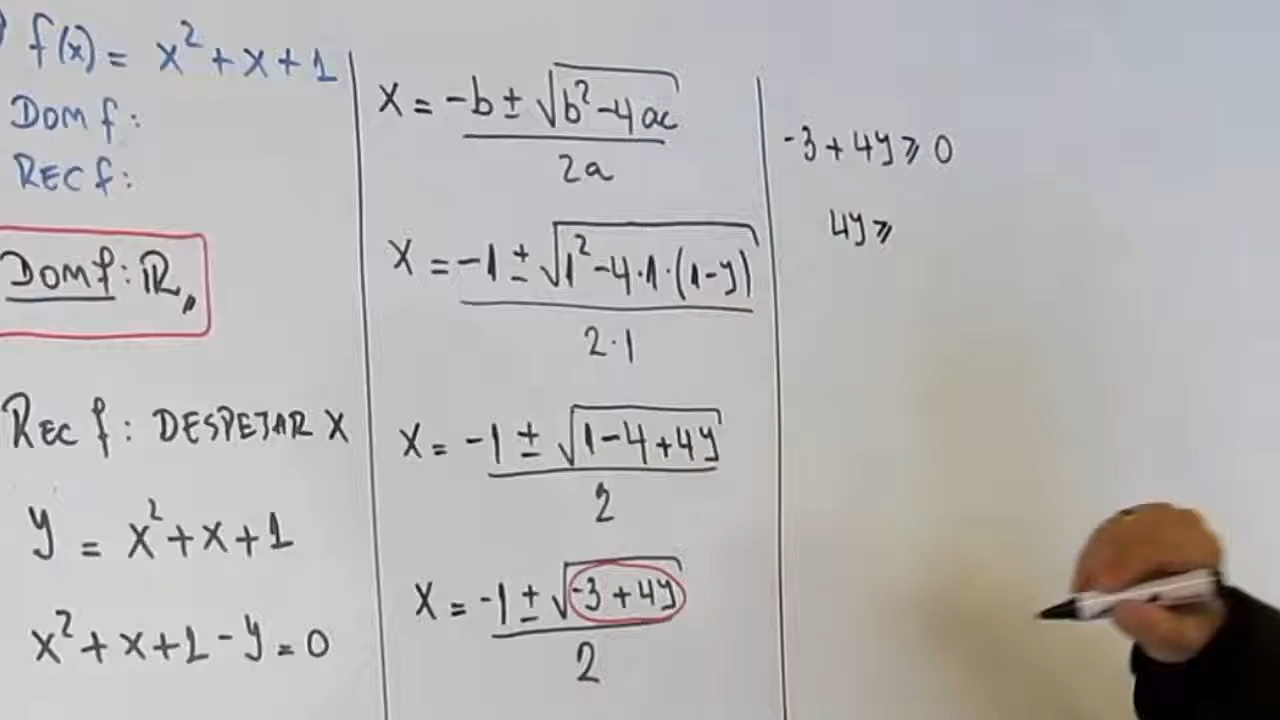 f(x) = x² + x + 1
Dom f:
REC f:
Dom f: ℝ,,
REC f: DESPEJAR X
y = x² + x + 1
x² + x + 1 - y = 0
x = -b ± √(b² - 4ac)
2a
x = -1 ± √(1² - 4·1·(1-y))
2·1
x = -1 ± √(1 - 4 + 4y)
2
x = -1 ± √(-3 + 4y)
2
-3 + 4y ⩾ 0
4y ⩾